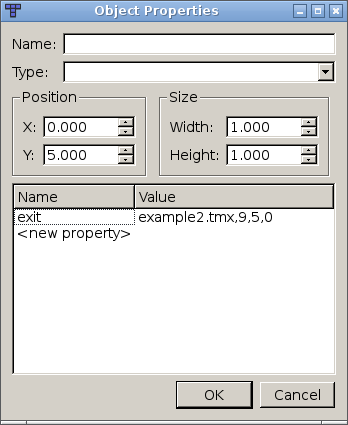 Object Properties
Name:
Type:
Position
Size
X: 0.000
Width: 1.000
Y: 5.000
Height: 1.000
Name Value
exit example2.tmx,9,5,0
<new property>
OK Cancel